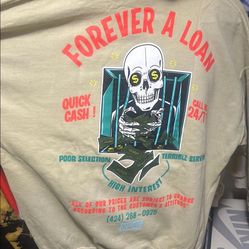 FOREVER A LOAN
QUICK
CASH!
CALL
24/7
POOR SELECTION
TERRIBLE SERVICE
HIGH INTEREST
"ALL OF OUR PRICES ARE SUBJECT TO CHANGE
ACCORDING TO THE CUSTOMER'S ATTITUDE."